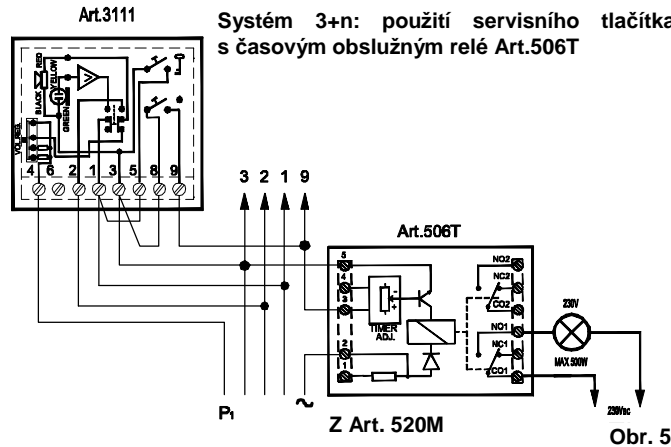 Art.3111
Systém 3+n: použití servisního tlačítka
s časovým obslužným relé Art.506T
RED
BLACK
YELLOW
GREEN
VOL.REG.
4 6 2 1 3 5 8 9
3 2 1 9
Art.506T
5
4
3
2
1
TIMER
ADJ.
- +
NO2
NC2
CO2
NO1
NC1
CO1
230V
MAX 500W
230Vac
P1
~
Z Art. 520M
Obr. 5